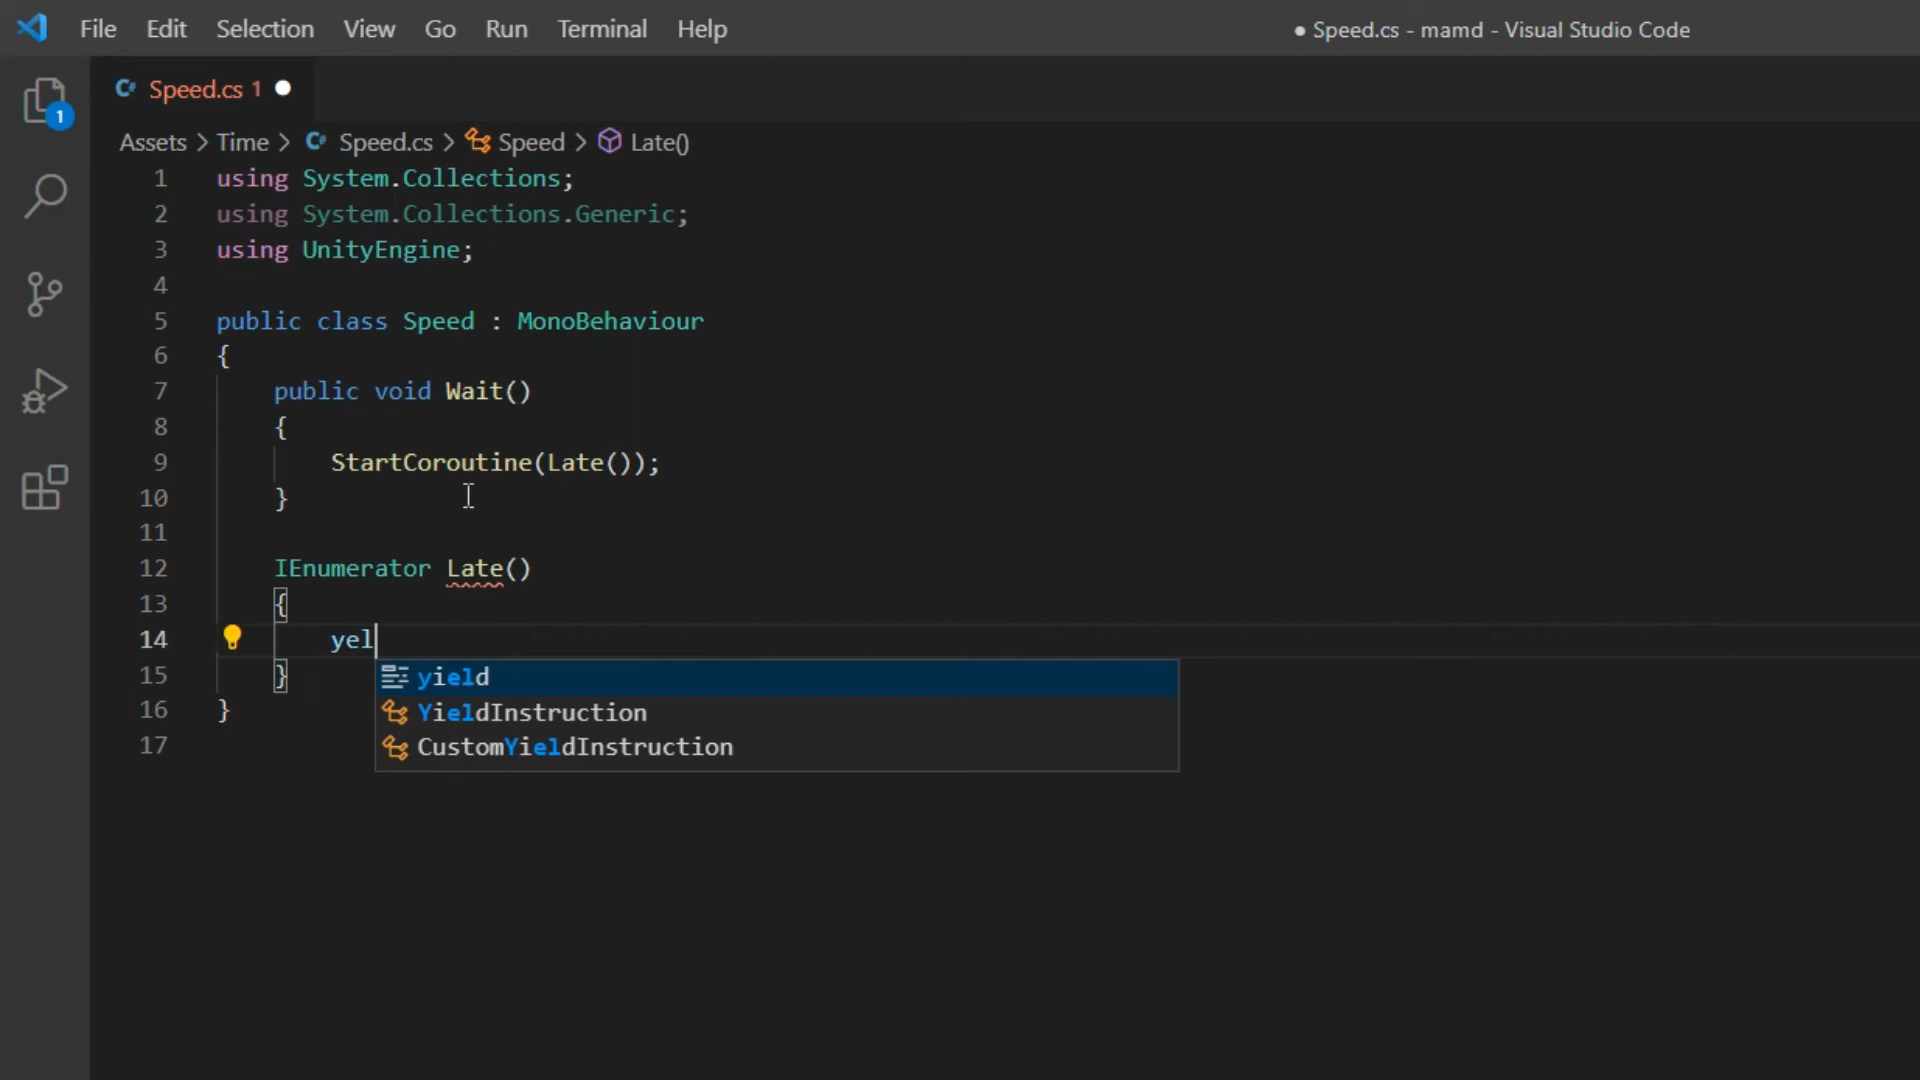 File Edit Selection View Go Run Terminal Help
● Speed.cs - mamd - Visual Studio Code
Speed.cs 1
1
Assets > Time > Speed.cs > Speed > Late()
1 using System.Collections;
2 using System.Collections.Generic;
3 using UnityEngine;
4
5 public class Speed : MonoBehaviour
6 {
7 public void Wait()
8 {
9 StartCoroutine(Late());
10 }
11
12 IEnumerator Late()
13 {
14 yel
yield
15 }
YieldInstruction
16 }
CustomYieldInstruction
17